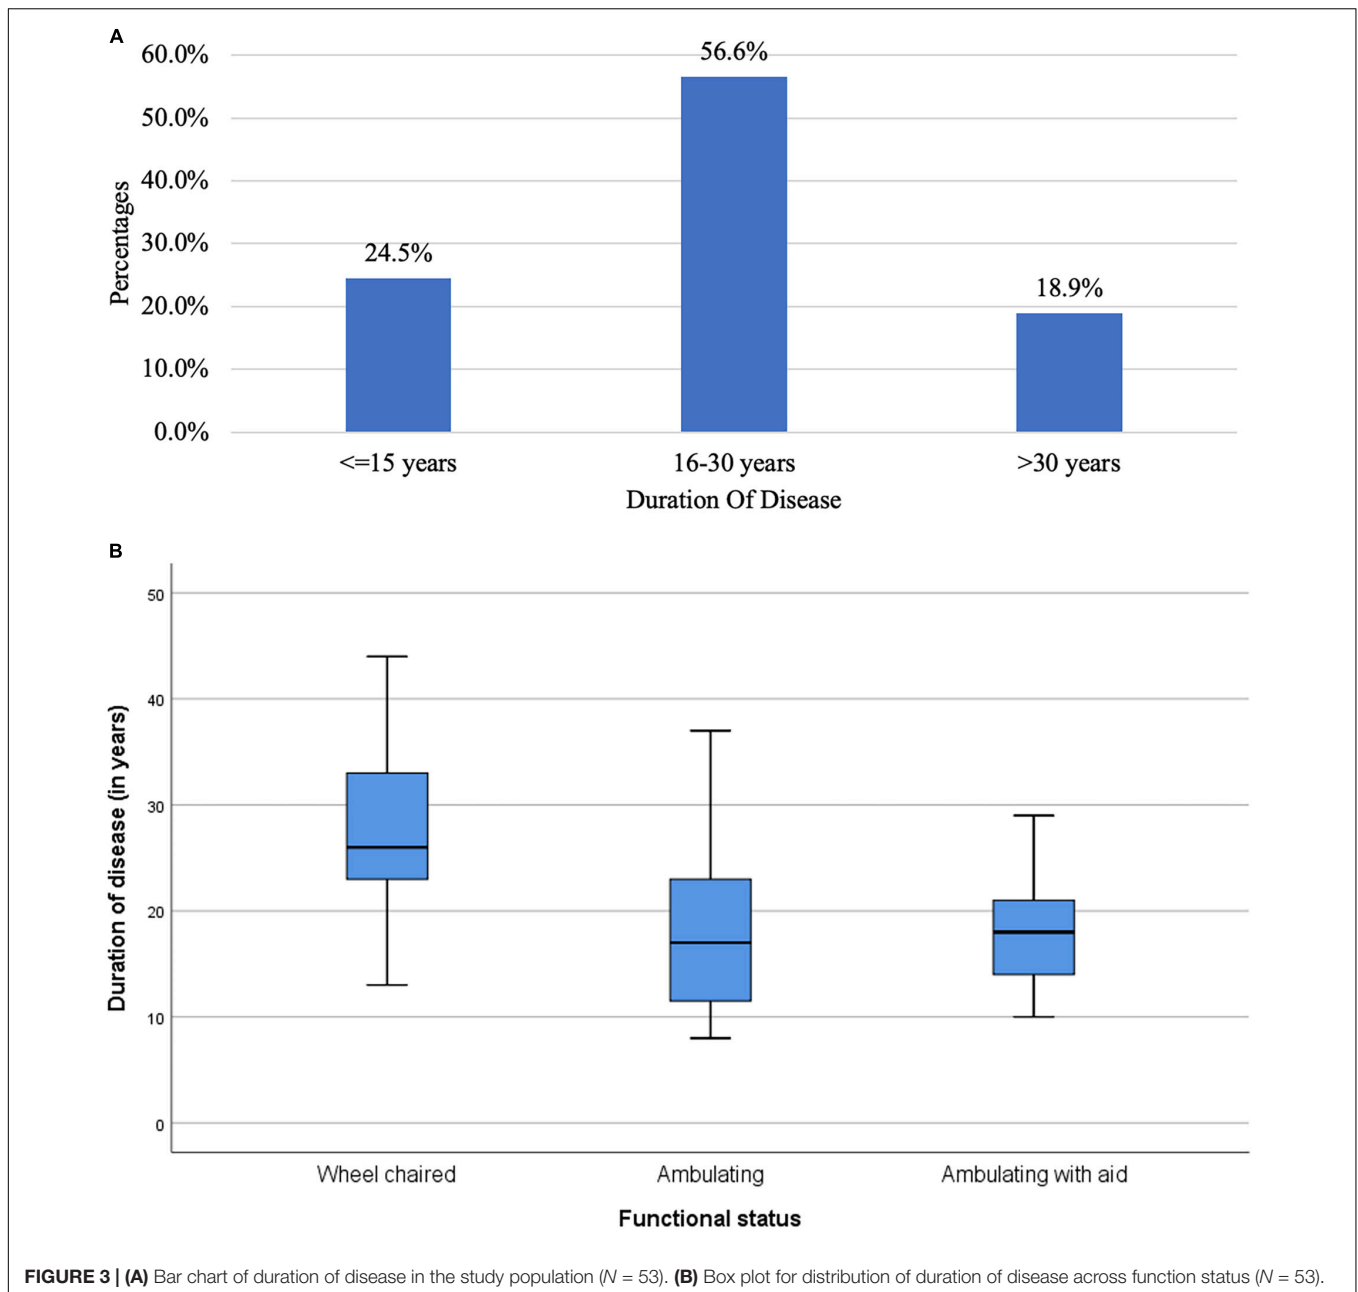 A
60.0%
56.6%
50.0%
40.0%
30.0%
24.5%
20.0%
18.9%
10.0%
0.0%
Percentages
<=15 years 16-30 years >30 years
Duration Of Disease
B
50
40
30
20
10
0
Duration of disease (in years)
Wheel chaired Ambulating Ambulating with aid
Functional status
FIGURE 3 | (A) Bar chart of duration of disease in the study population (N = 53). (B) Box plot for distribution of duration of disease across function status (N = 53).